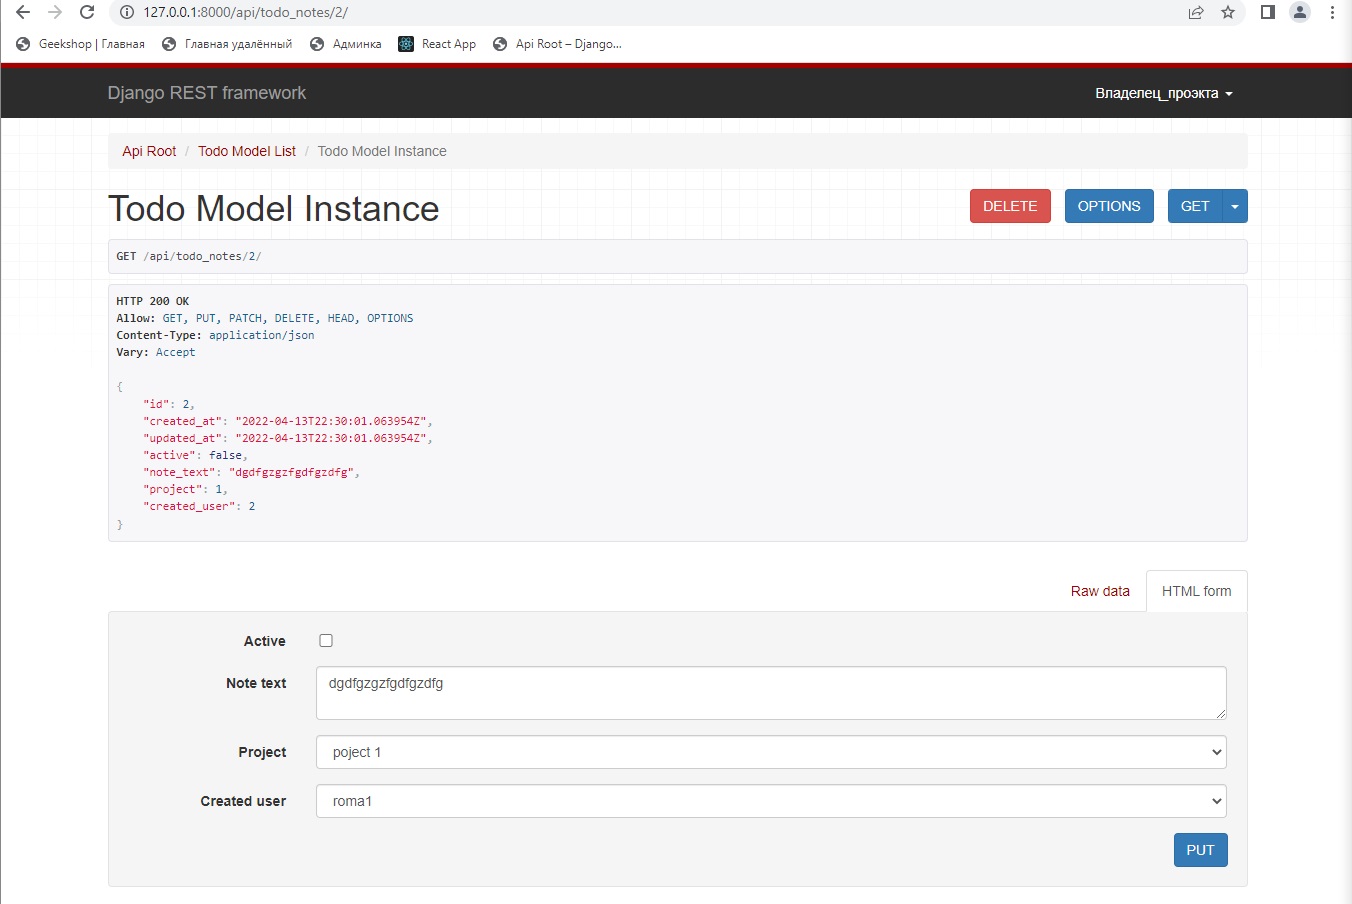 127.0.0.1:8000/api/todo_notes/2/
Geekshop | Главная Главная удалённый Админка React App Api Root – Django...
Django REST framework Владелец_проэкта
Api Root / Todo Model List / Todo Model Instance
Todo Model Instance DELETE OPTIONS GET
GET /api/todo_notes/2/
HTTP 200 OK
Allow: GET, PUT, PATCH, DELETE, HEAD, OPTIONS
Content-Type: application/json
Vary: Accept
{
"id": 2,
"created_at": "2022-04-13T22:30:01.063954Z",
"updated_at": "2022-04-13T22:30:01.063954Z",
"active": false,
"note_text": "dgdfgzgzfgdfgzdfg",
"project": 1,
"created_user": 2
}
Raw data HTML form
Active
Note text dgdfgzgzfgdfgzdfg
Project poject 1
Created user roma1
PUT